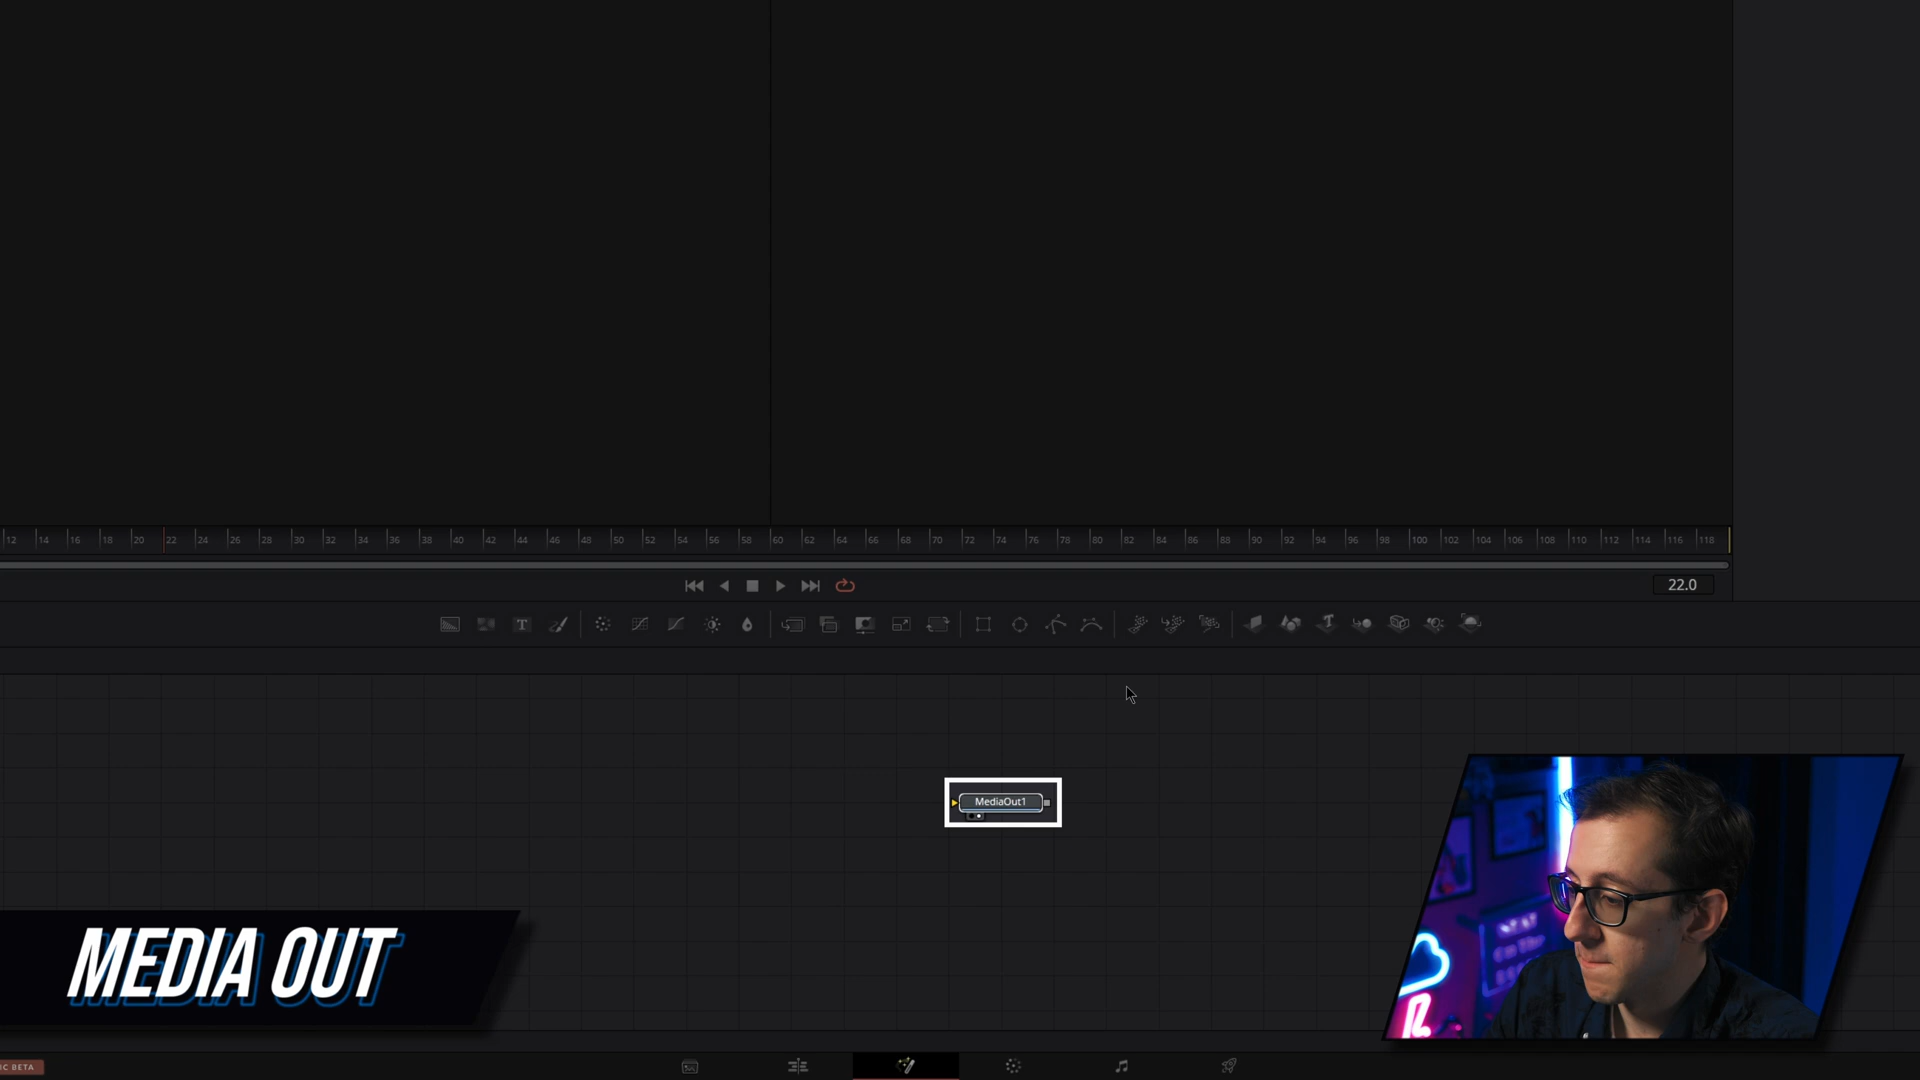 12 14 16 18 20 22 24 26 28 30 32 34 36 38 40 42 44 46 48 50 52 54 56 58 60 62 64 66 68 70 72 74 76 78 80 82 84 86 88 90 92 94 96 98 100 102 104 106 108 110 112 114 116 118
22.0
T
MediaOut1
MEDIA OUT
IC BETA